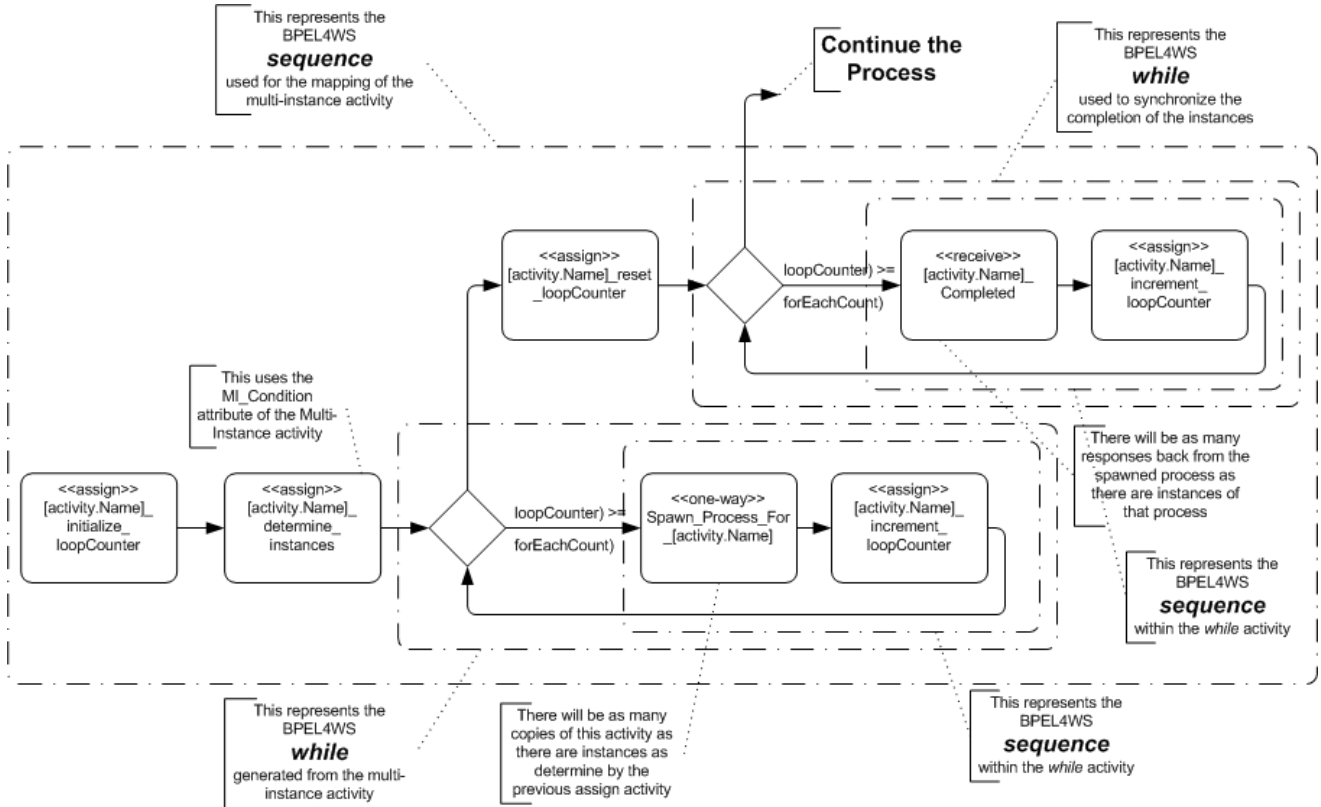 This represents the
BPEL4WS
sequence
used for the mapping of the
multi-instance activity
Continue the
Process
This represents the
BPEL4WS
while
used to synchronize the
completion of the instances
<<assign>>
[activity.Name]_reset
_loopCounter
loopCounter) >=
forEachCount)
<<receive>>
[activity.Name]_
Completed
<<assign>>
[activity.Name]_
increment_
loopCounter
This uses the
MI_Condition
attribute of the Multi-
Instance activity
There will be as many
responses back from the
spawned process as
there are instances of
that process
<<assign>>
[activity.Name]_
initialize_
loopCounter
<<assign>>
[activity.Name]_
determine_
instances
loopCounter) >=
forEachCount)
<<one-way>>
Spawn_Process_For
_[activity.Name]
<<assign>>
[activity.Name]_
increment_
loopCounter
This represents the
BPEL4WS
sequence
within the while activity
This represents the
BPEL4WS
while
generated from the multi-
instance activity
There will be as many
copies of this activity as
there are instances as
determine by the
previous assign activity
This represents the
BPEL4WS
sequence
within the while activity